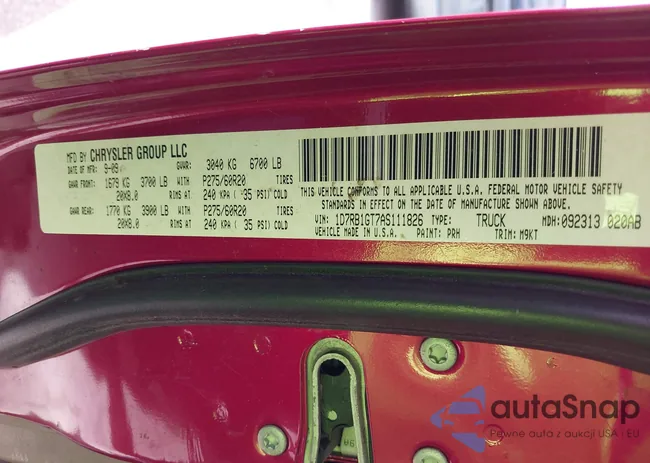 MFD BY CHRYSLER GROUP LLC
DATE OF MFR: 9-09 GVWR: 3040 KG 6700 LB
GAWR FRONT: 1679 KG 3700 LB WITH P275/60R20 TIRES
20X8.0 RIMS AT 240 KPA ( 35 PSI) COLD
GAWR REAR: 1770 KG 3900 LB WITH P275/60R20 TIRES
20X8.0 RIMS AT 240 KPA ( 35 PSI) COLD
THIS VEHICLE CONFORMS TO ALL APPLICABLE U.S.A. FEDERAL MOTOR VEHICLE SAFETY
STANDARDS IN EFFECT ON THE DATE OF MANUFACTURE SHOWN ABOVE.
VIN: 1D7RB1GT7AS111826 TYPE: TRUCK MDH: 092313 020AB
VEHICLE MADE IN U.S.A. PAINT: PRH TRIM: M9KT
autaSnap
Pewne auta z aukcji USA i EU